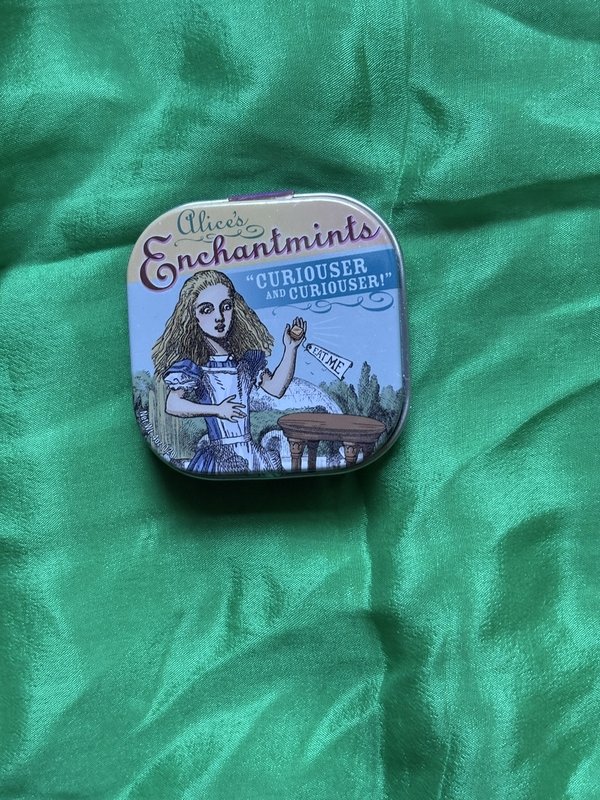 Alice's
Enchantmints
"CURIOUSER
AND CURIOUSER!"
EAT ME